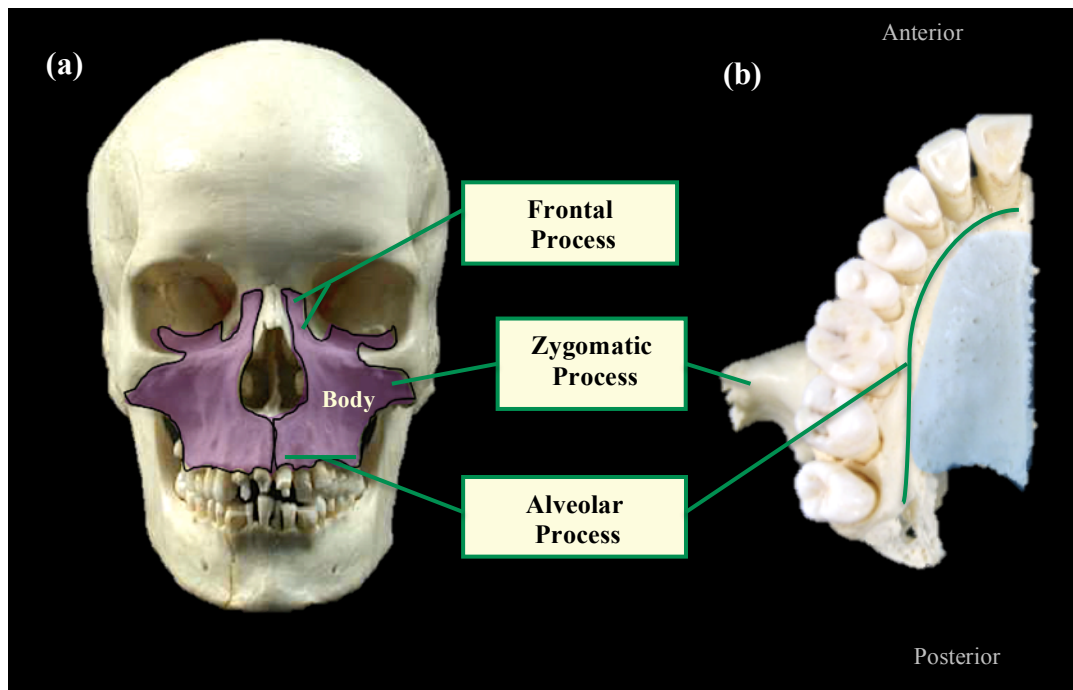 (a)
Anterior
(b)
Frontal
Process
Zygomatic
Process
Body
Alveolar
Process
Posterior